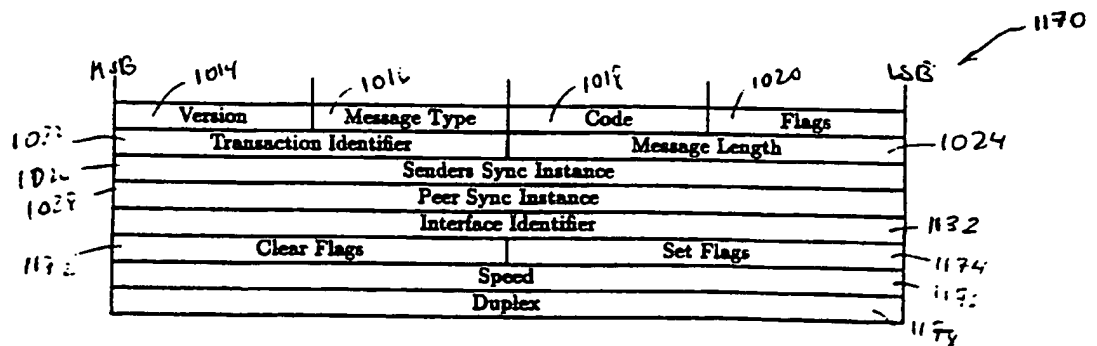 1170
MSB LSB
1014 1016 1018 1020
Version Message Type Code Flags
Transaction Identifier Message Length 1024
Senders Sync Instance
Peer Sync Instance
Interface Identifier 1132
Clear Flags Set Flags 1174
Speed
Duplex